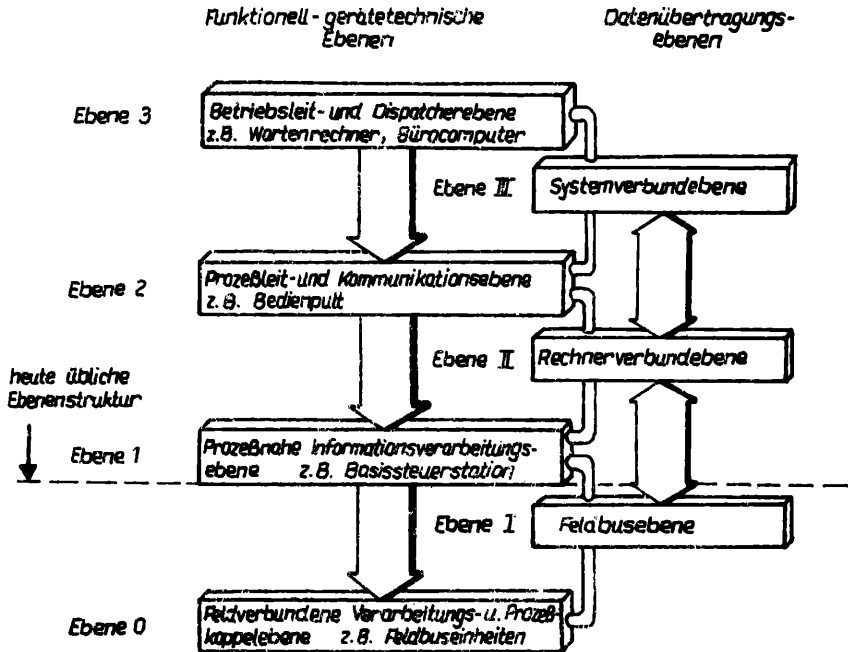 Funktionell-gerätetechnische
Ebenen
Datenübertragungs-
ebenen
Ebene 3
Betriebsleit- und Dispatcherebene
z.B. Wartenrechner, Bürocomputer
Ebene III
Systemverbundebene
Ebene 2
Prozeßleit- und Kommunikationsebene
z.B. Bedienpult
Ebene II
Rechnerverbundebene
heute übliche
Ebenenstruktur
Ebene 1
Prozeßnahe Informationsverarbeitungs-
ebene z.B. Basissteuerstation
Ebene I
Feldbusebene
Ebene 0
Feldverbundene Verarbeitungs- u. Prozeß-
koppelebene z.B. Feldbuseinheiten